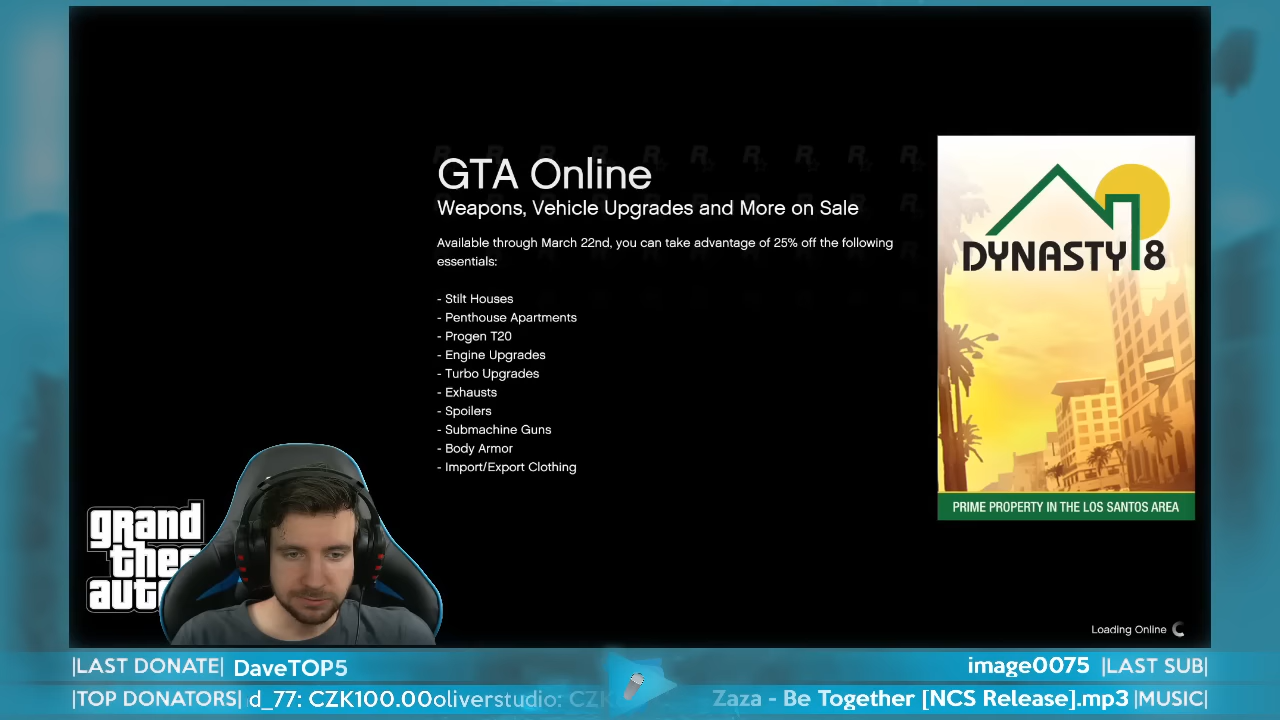 GTA Online
Weapons, Vehicle Upgrades and More on Sale
Available through March 22nd, you can take advantage of 25% off the following
essentials:
- Stilt Houses
- Penthouse Apartments
- Progen T20
- Engine Upgrades
- Turbo Upgrades
- Exhausts
- Spoilers
- Submachine Guns
- Body Armor
- Import/Export Clothing
DYNASTY 8
PRIME PROPERTY IN THE LOS SANTOS AREA
grand
auto
Loading Online
|LAST DONATE| DaveTOP5
image0075 |LAST SUB|
|TOP DONATORS| d_77: CZK100.00oliverstudio: CZK
Zaza - Be Together [NCS Release].mp3 |MUSIC|